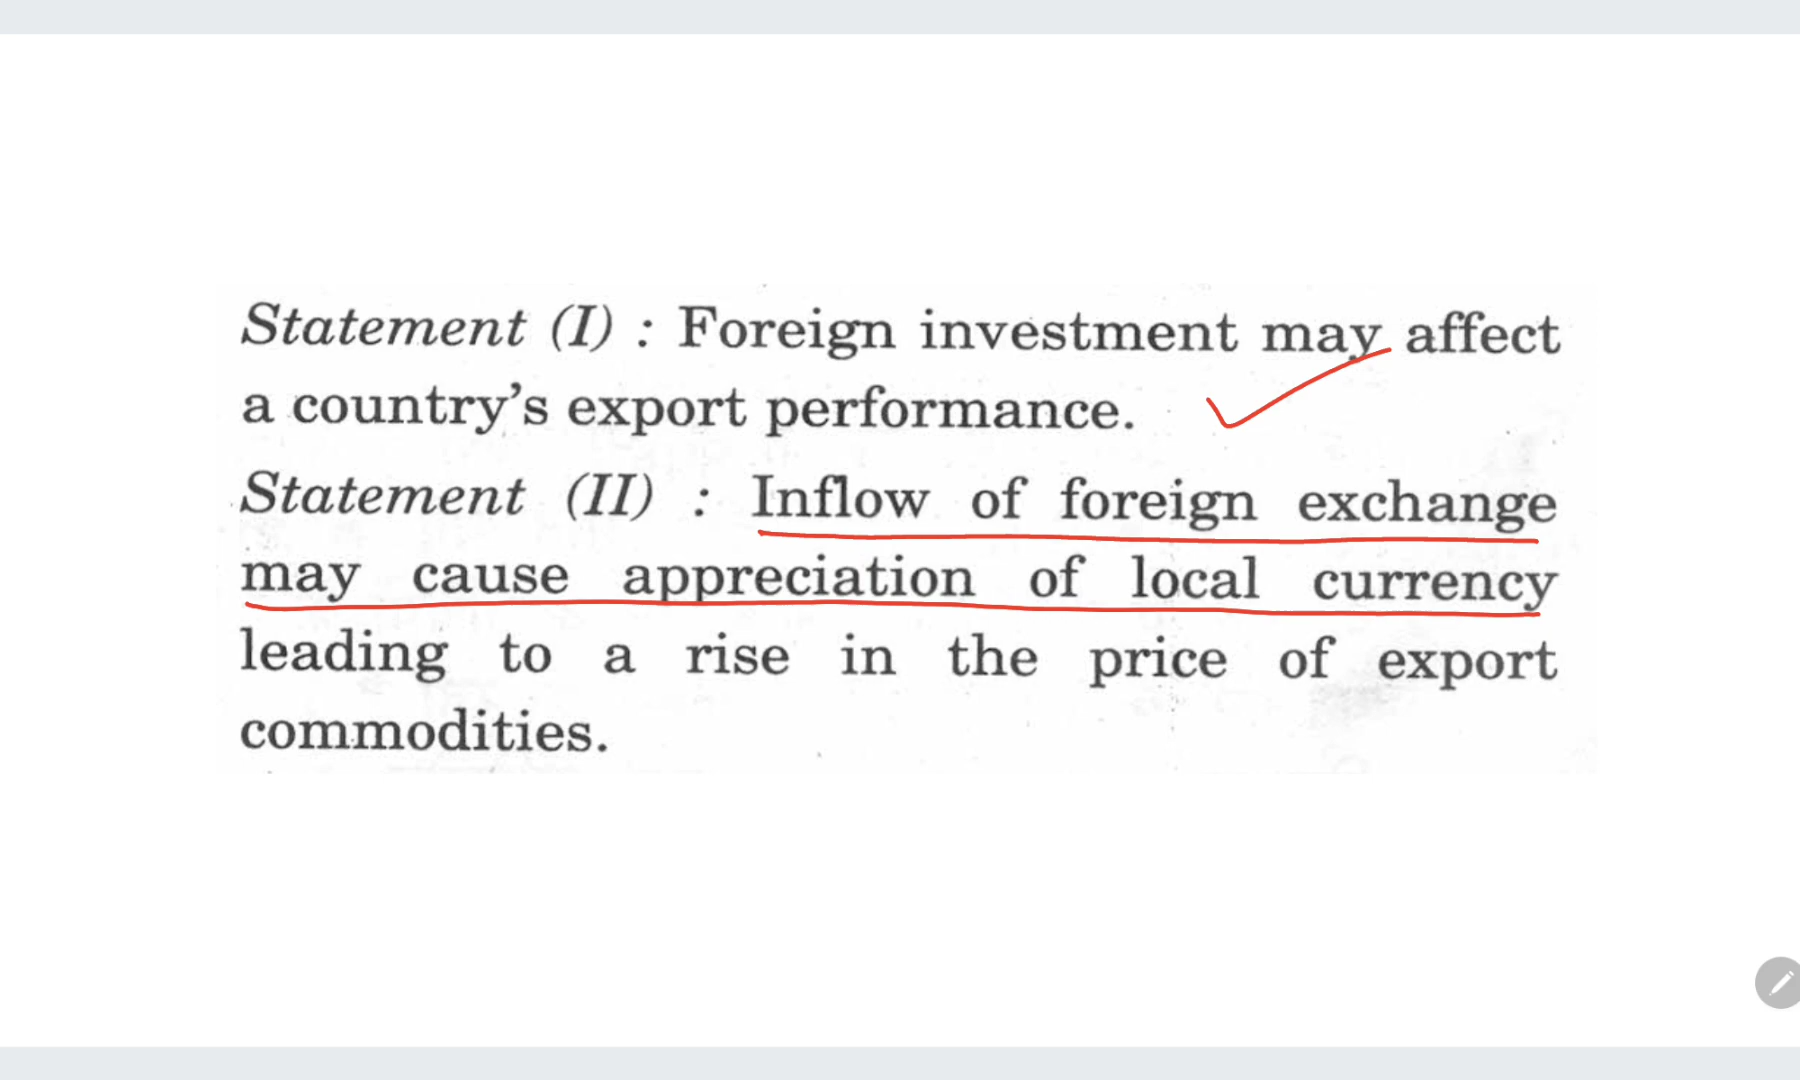 Statement (I) : Foreign investment may affect
a country's export performance.
Statement (II) : Inflow of foreign exchange
may cause appreciation of local currency
leading to a rise in the price of export
commodities.